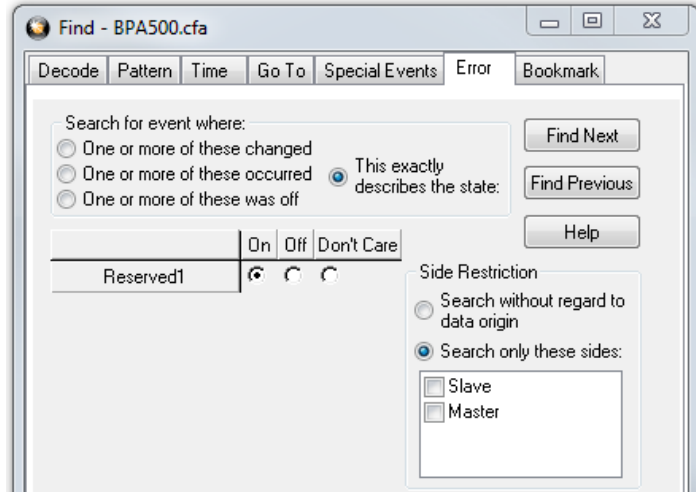 Find - BPA500.cfa
Decode Pattern Time Go To Special Events Error Bookmark
Search for event where:
One or more of these changed
One or more of these occurred
One or more of these was off
This exactly
describes the state:
Find Next
Find Previous
Help
On Off Don't Care
Reserved1
Side Restriction
Search without regard to
data origin
Search only these sides:
Slave
Master